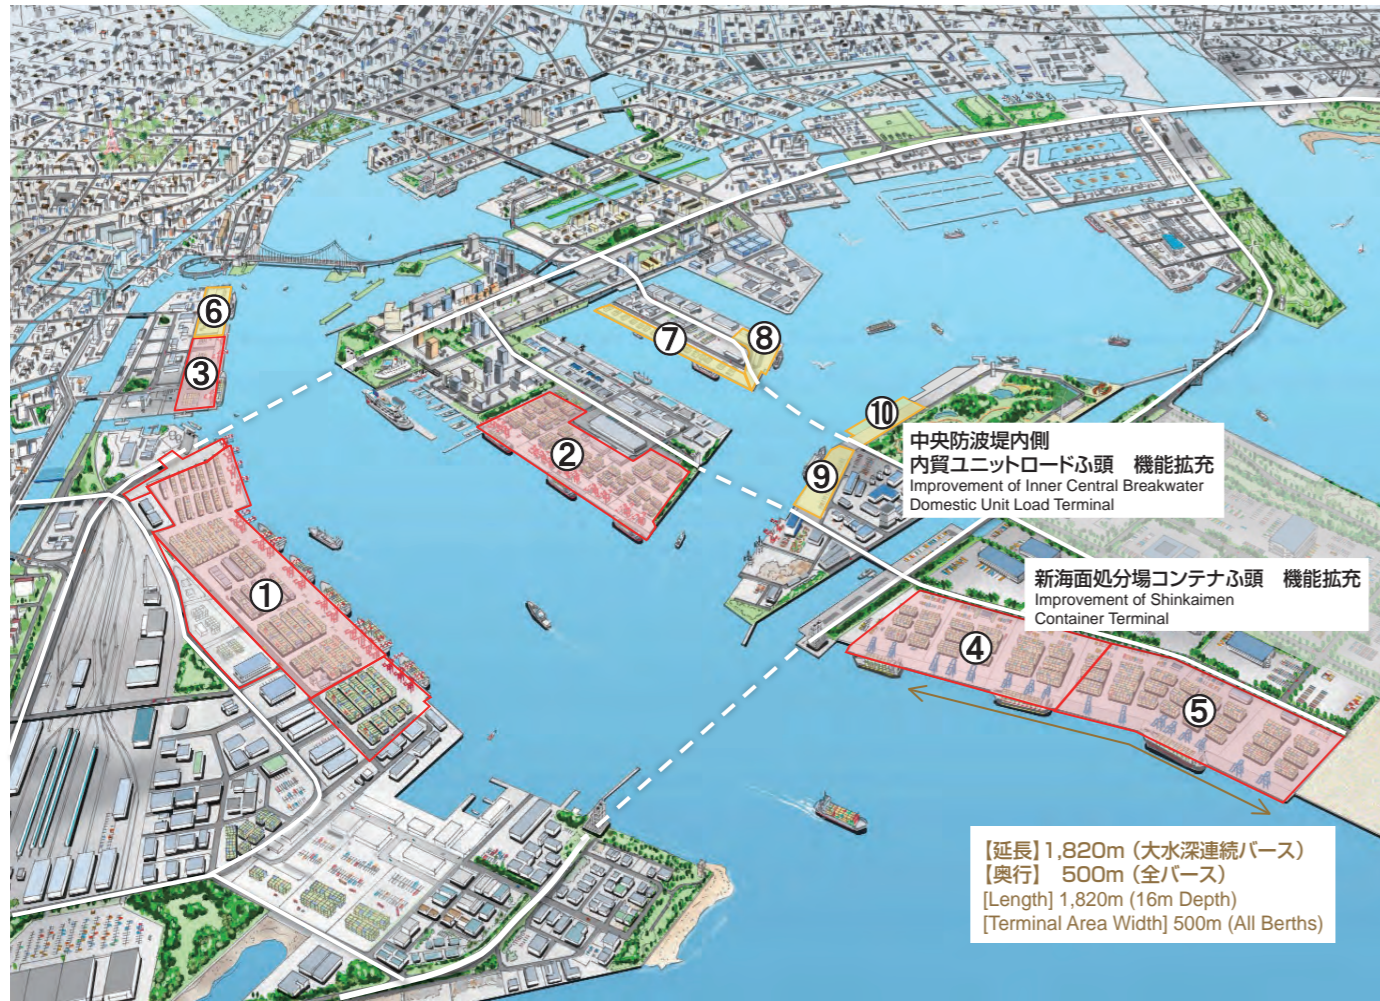 ⑥
③
⑦
⑧
②
⑩
⑨
①
④
⑤
中央防波堤内側
内貿ユニットロードふ頭　機能拡充
Improvement of Inner Central Breakwater
Domestic Unit Load Terminal
新海面処分場コンテナふ頭　機能拡充
Improvement of Shinkaimen
Container Terminal
【延長】1,820m（大水深連続バース）
【奥行】　500m（全バース）
[Length] 1,820m (16m Depth)
[Terminal Area Width] 500m (All Berths)